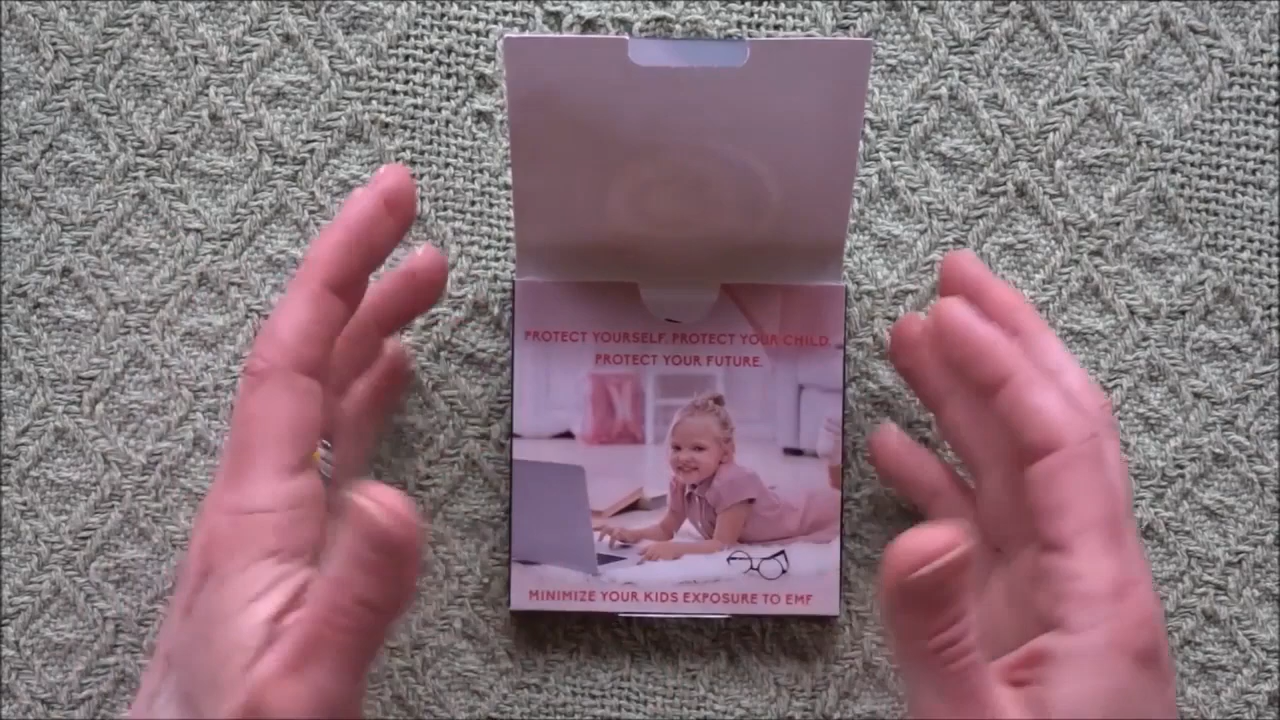 PROTECT YOURSELF. PROTECT YOUR CHILD.
PROTECT YOUR FUTURE.
MINIMIZE YOUR KIDS EXPOSURE TO EMF